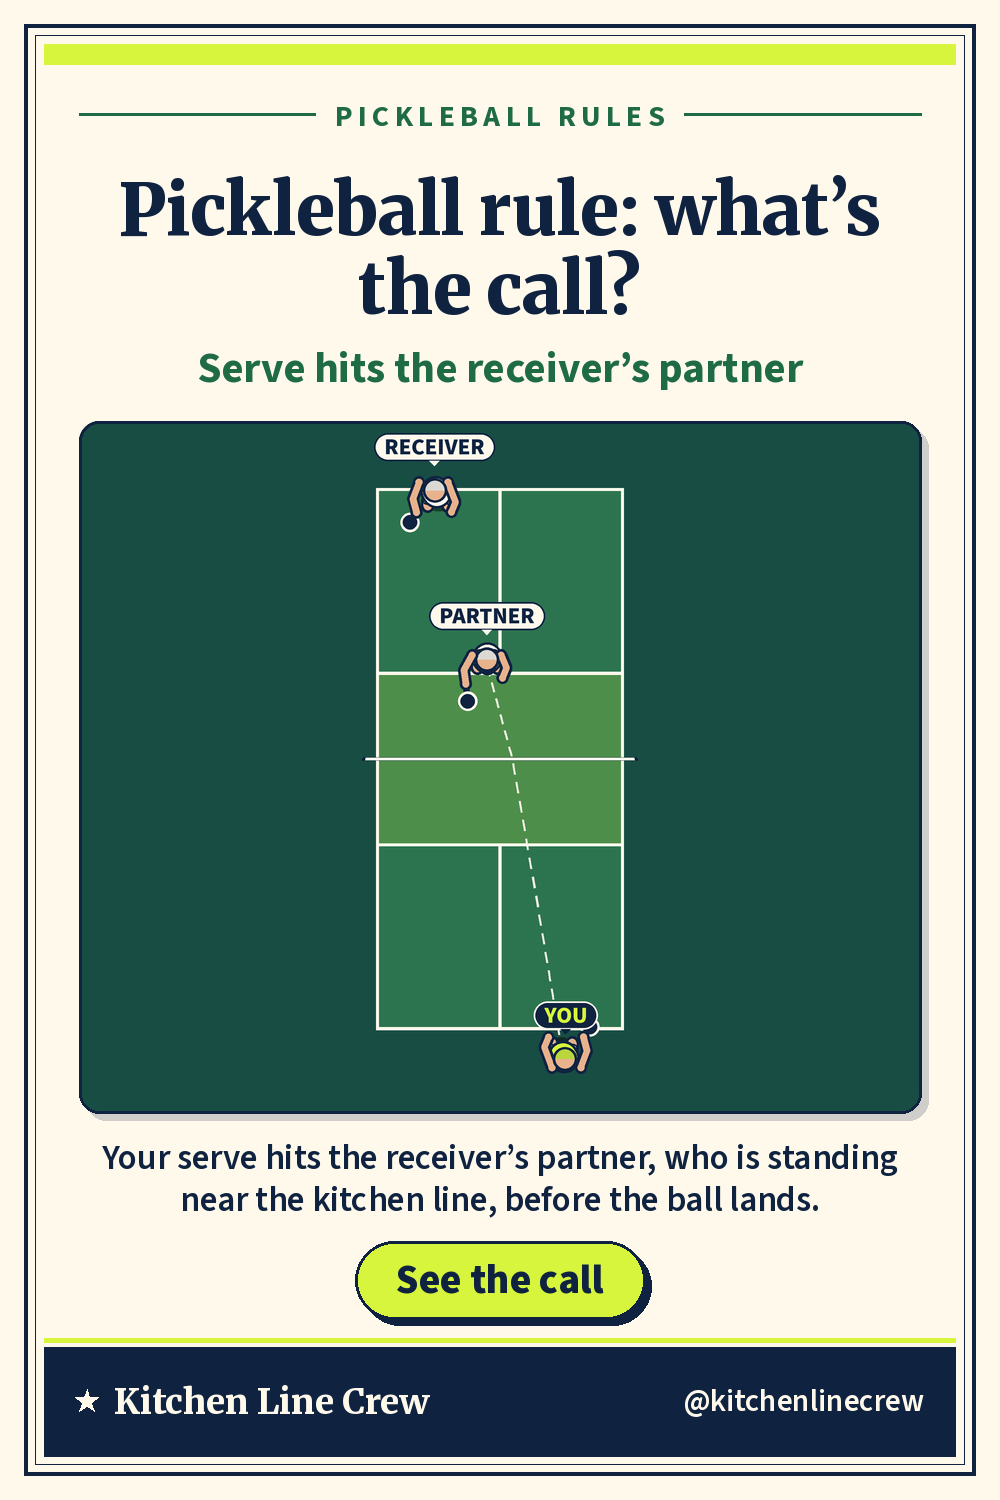 PICKLEBALL RULES
Pickleball rule: what’s
the call?
Serve hits the receiver’s partner
RECEIVER
PARTNER
YOU
Your serve hits the receiver’s partner, who is standing
near the kitchen line, before the ball lands.
See the call
Kitchen Line Crew
@kitchenlinecrew